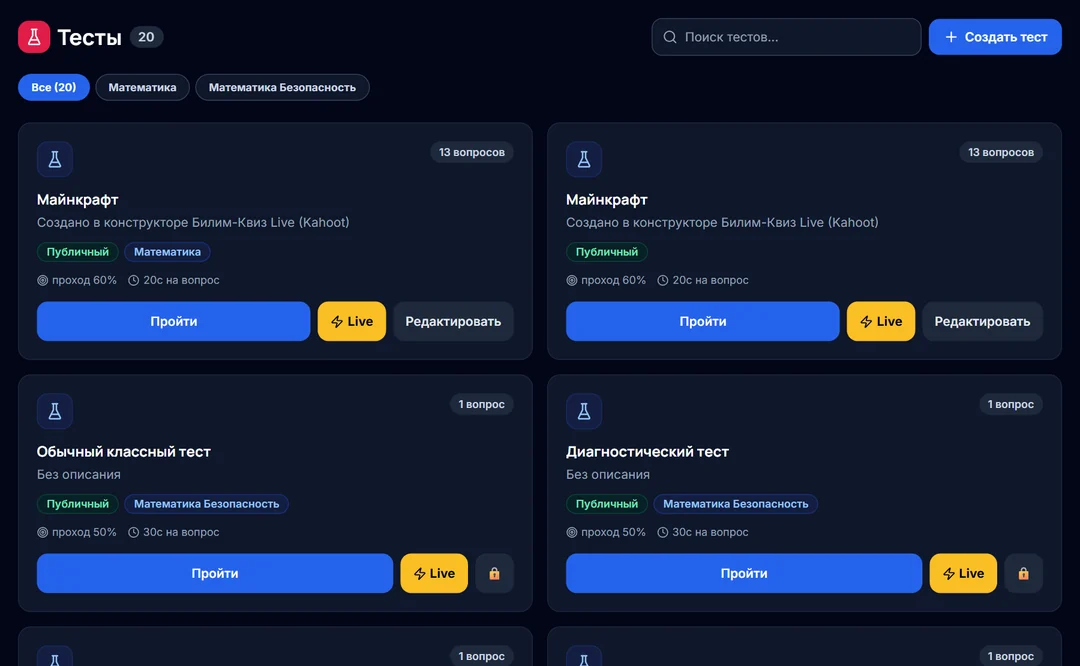 Тесты 20
Поиск тестов...
Создать тест
Все (20)
Математика
Математика Безопасность
13 вопросов
Майнкрафт
Создано в конструкторе Билим-Квиз Live (Kahoot)
Публичный
Математика
проход 60% 20с на вопрос
Пройти
Live
Редактировать
13 вопросов
Майнкрафт
Создано в конструкторе Билим-Квиз Live (Kahoot)
Публичный
проход 60% 20с на вопрос
Пройти
Live
Редактировать
1 вопрос
Обычный классный тест
Без описания
Публичный
Математика Безопасность
проход 50% 30с на вопрос
Пройти
Live
1 вопрос
Диагностический тест
Без описания
Публичный
Математика Безопасность
проход 50% 30с на вопрос
Пройти
Live
1 вопрос
1 вопрос